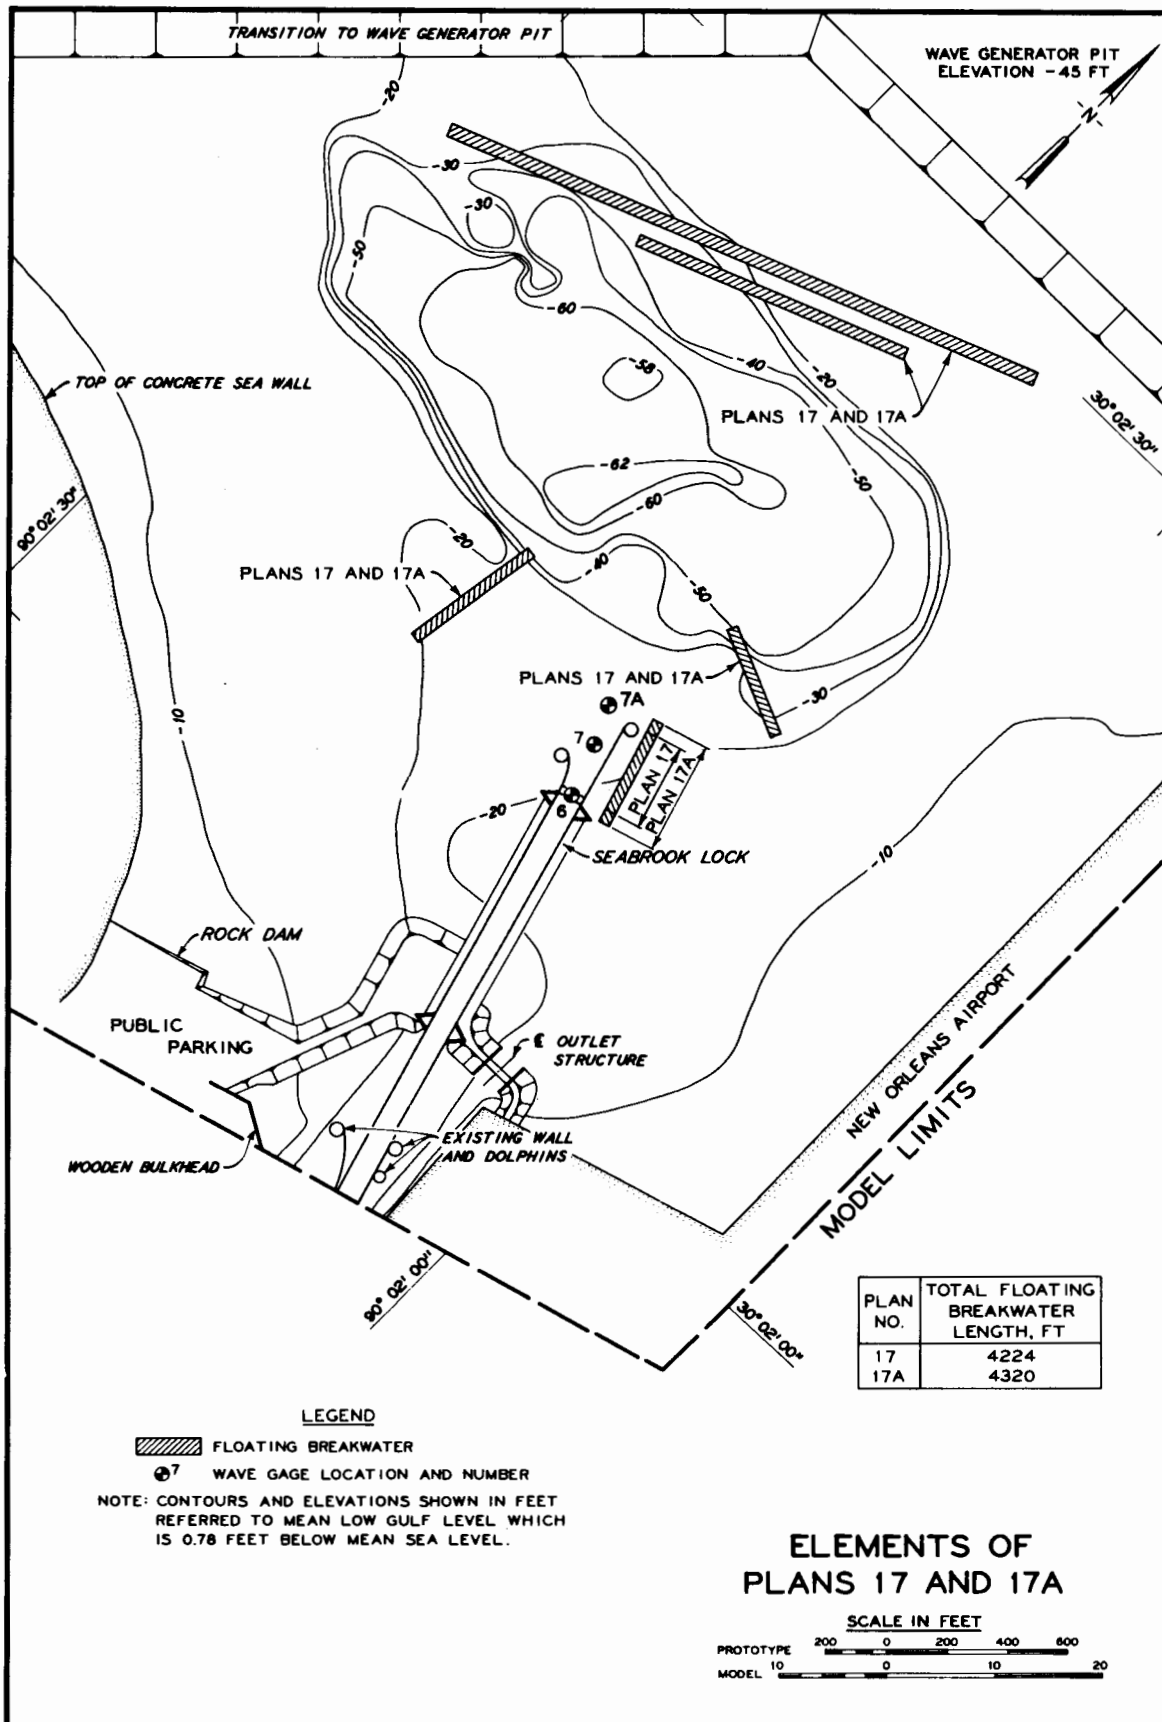 TRANSITION TO WAVE GENERATOR PIT
WAVE GENERATOR PIT
ELEVATION -45 FT
-N-
-20
-30
-30
-50
-60
-58
-40
-20
TOP OF CONCRETE SEA WALL
PLANS 17 AND 17A
30° 02' 30"
-62
-50
-60
90° 02' 30"
-20
-40
PLANS 17 AND 17A
-50
PLANS 17 AND 17A
-30
7A
-10
7
PLAN 17
PLAN 17A
6
-20
SEABROOK LOCK
-10
ROCK DAM
PUBLIC
PARKING
℄ OUTLET
STRUCTURE
NEW ORLEANS AIRPORT
MODEL LIMITS
EXISTING WALL
AND DOLPHINS
WOODEN BULKHEAD
90° 02' 00"
30° 02' 00"
PLAN NO.
TOTAL FLOATING
BREAKWATER
LENGTH, FT
17 4224
17A 4320
LEGEND
FLOATING BREAKWATER
7 WAVE GAGE LOCATION AND NUMBER
NOTE: CONTOURS AND ELEVATIONS SHOWN IN FEET
REFERRED TO MEAN LOW GULF LEVEL WHICH
IS 0.78 FEET BELOW MEAN SEA LEVEL.
ELEMENTS OF
PLANS 17 AND 17A
SCALE IN FEET
PROTOTYPE 200 0 200 400 600
MODEL 10 0 10 20